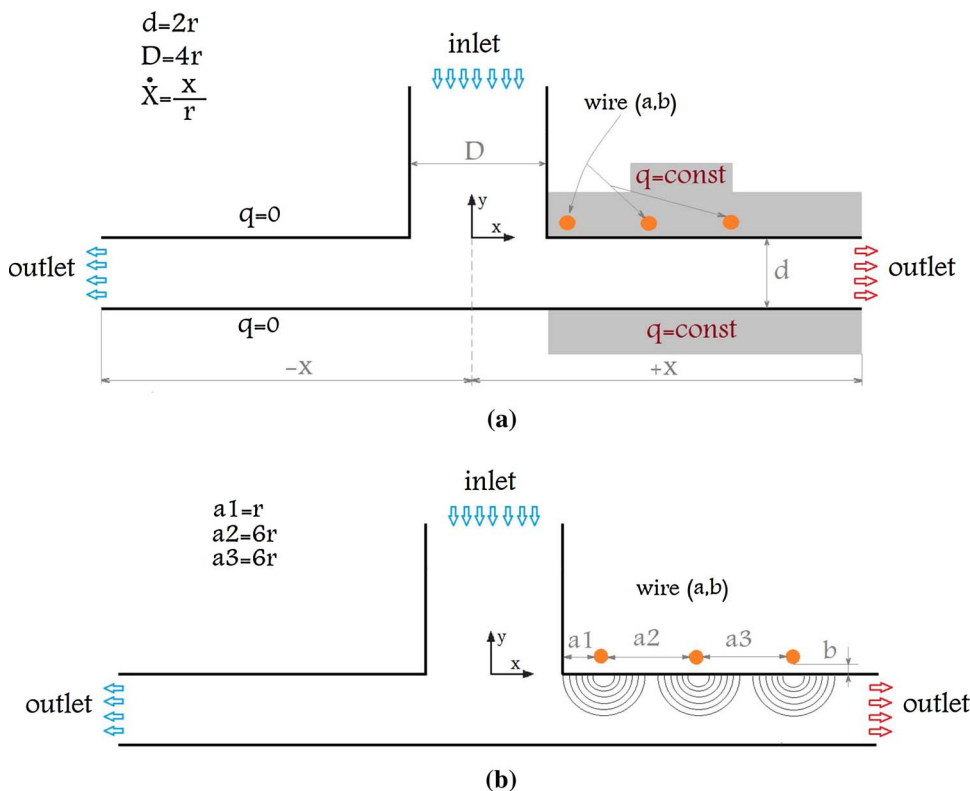 d=2r
D=4r
Ẋ=x/r
inlet
wire (a,b)
D
q=const
q=0
y
x
outlet
d
outlet
q=0
q=const
-x
+x
(a)
inlet
a1=r
a2=6r
a3=6r
wire (a,b)
a1
a2
a3
b
y
x
outlet
outlet
(b)